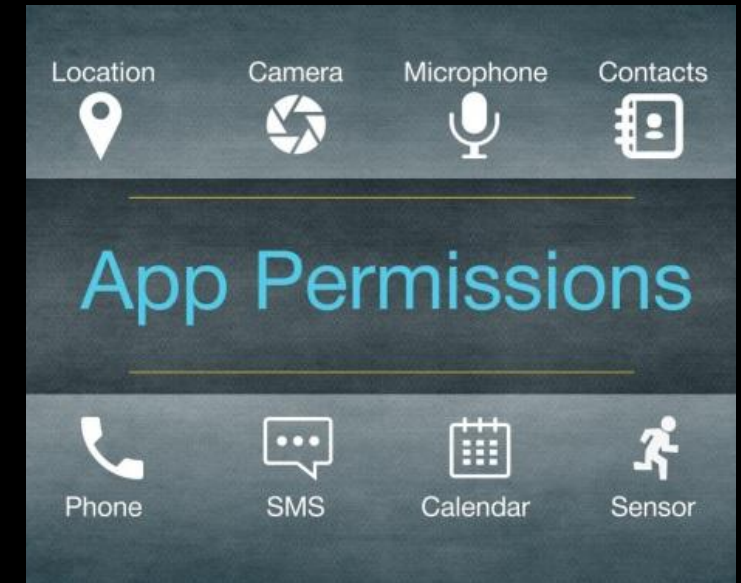 Location Camera Microphone Contacts
App Permissions
Phone SMS Calendar Sensor